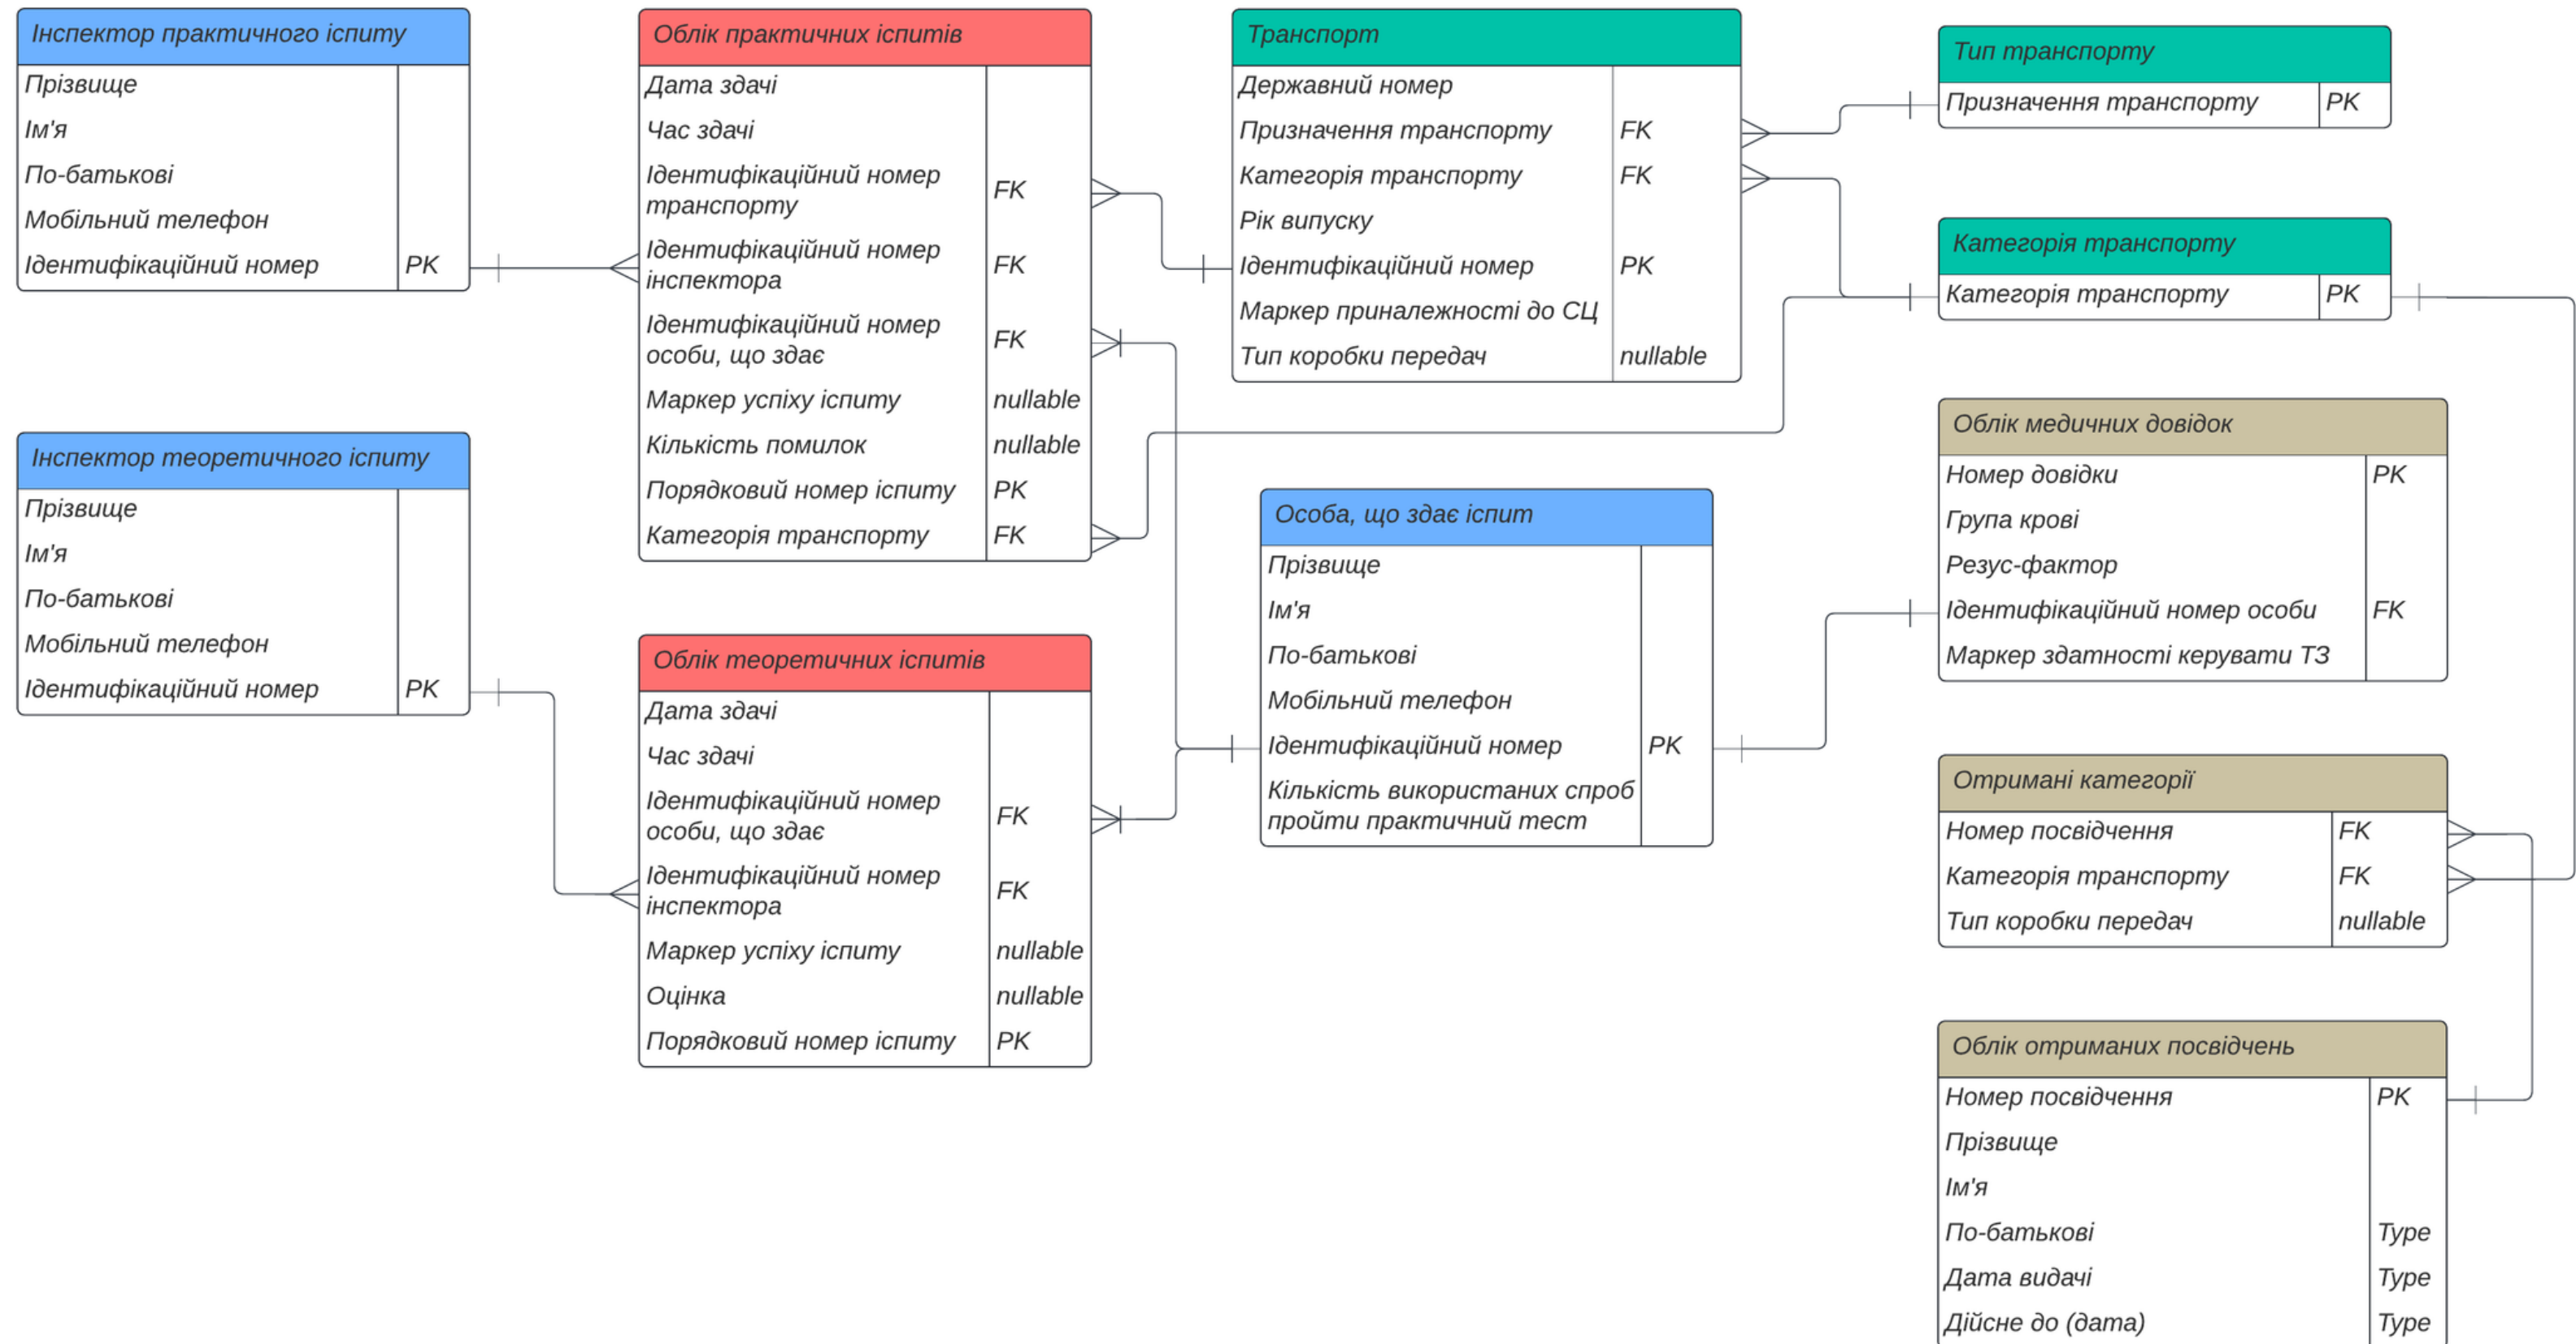 Інспектор практичного іспиту
Прізвище
Ім'я
По-батькові
Мобільний телефон
Ідентифікаційний номер PK
Інспектор теоретичного іспиту
Прізвище
Ім'я
По-батькові
Мобільний телефон
Ідентифікаційний номер PK
Облік практичних іспитів
Дата здачі
Час здачі
Ідентифікаційний номер
транспорту FK
Ідентифікаційний номер
інспектора FK
Ідентифікаційний номер
особи, що здає FK
Маркер успіху іспиту nullable
Кількість помилок nullable
Порядковий номер іспиту PK
Категорія транспорту FK
Облік теоретичних іспитів
Дата здачі
Час здачі
Ідентифікаційний номер
особи, що здає FK
Ідентифікаційний номер
інспектора FK
Маркер успіху іспиту nullable
Оцінка nullable
Порядковий номер іспиту PK
Транспорт
Державний номер
Призначення транспорту FK
Категорія транспорту FK
Рік випуску
Ідентифікаційний номер PK
Маркер приналежності до СЦ
Тип коробки передач nullable
Особа, що здає іспит
Прізвище
Ім'я
По-батькові
Мобільний телефон
Ідентифікаційний номер PK
Кількість використаних спроб
пройти практичний тест
Тип транспорту
Призначення транспорту PK
Категорія транспорту
Категорія транспорту PK
Облік медичних довідок
Номер довідки PK
Група крові
Резус-фактор
Ідентифікаційний номер особи FK
Маркер здатності керувати ТЗ
Отримані категорії
Номер посвідчення FK
Категорія транспорту FK
Тип коробки передач nullable
Облік отриманих посвідчень
Номер посвідчення PK
Прізвище
Ім'я
По-батькові Type
Дата видачі Type
Дійсне до (дата) Type